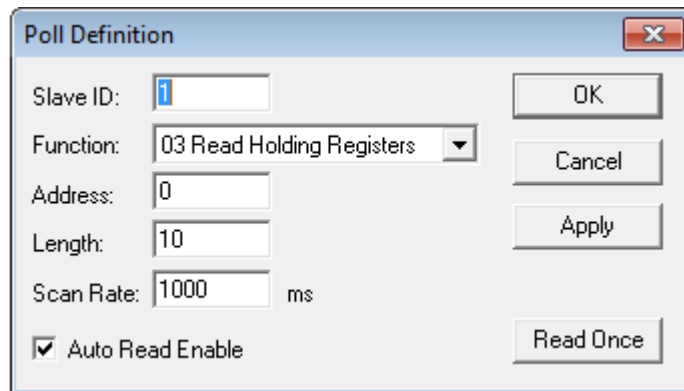 Poll Definition
Slave ID: 1
OK
Function: 03 Read Holding Registers
Cancel
Address: 0
Apply
Length: 10
Scan Rate: 1000 ms
Auto Read Enable
Read Once